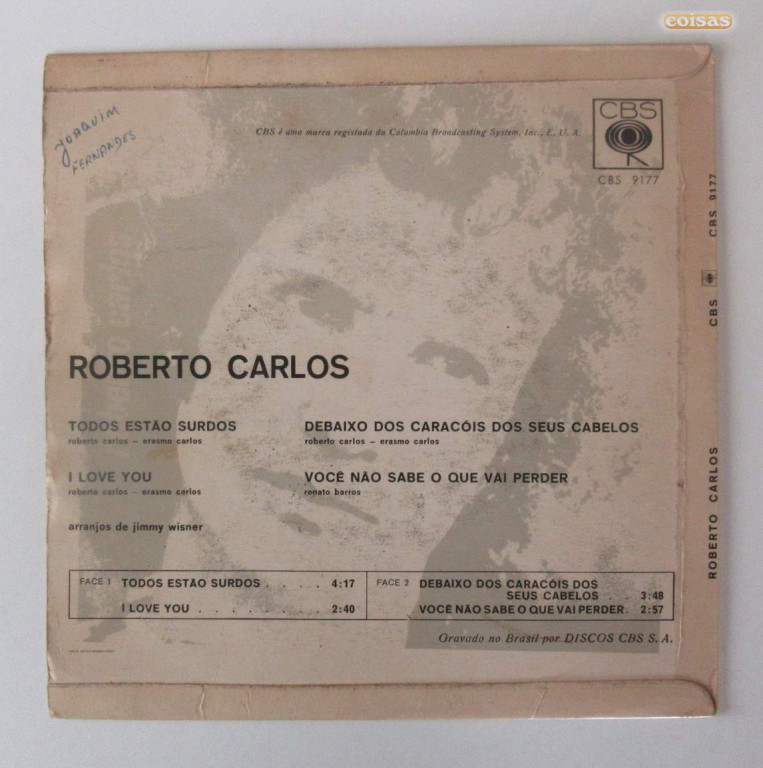 coisas
JOAQUIM
FERNANDES
CBS é uma marca registada da Columbia Broadcasting System, Inc., E. U. A.
CBS
CBS 9177
CBS CBS 9177
ROBERTO CARLOS
ROBERTO CARLOS
TODOS ESTÃO SURDOS
roberto carlos – erasmo carlos
DEBAIXO DOS CARACÓIS DOS SEUS CABELOS
roberto carlos – erasmo carlos
I LOVE YOU
roberto carlos – erasmo carlos
VOCÊ NÃO SABE O QUE VAI PERDER
renato barros
arranjos de jimmy wisner
FACE 1 TODOS ESTÃO SURDOS . . . . 4:17
I LOVE YOU . . . . . . . . 2:40
FACE 2 DEBAIXO DOS CARACÓIS DOS
SEUS CABELOS . . 3:48
VOCÊ NÃO SABE O QUE VAI PERDER. 2:57
Gravado no Brasil por DISCOS CBS S. A.